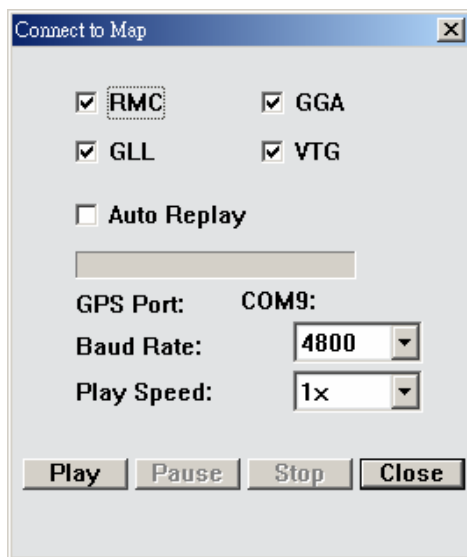 Connect to Map
RMC GGA
GLL VTG
Auto Replay
GPS Port: COM9:
Baud Rate: 4800
Play Speed: 1x
Play Pause Stop Close